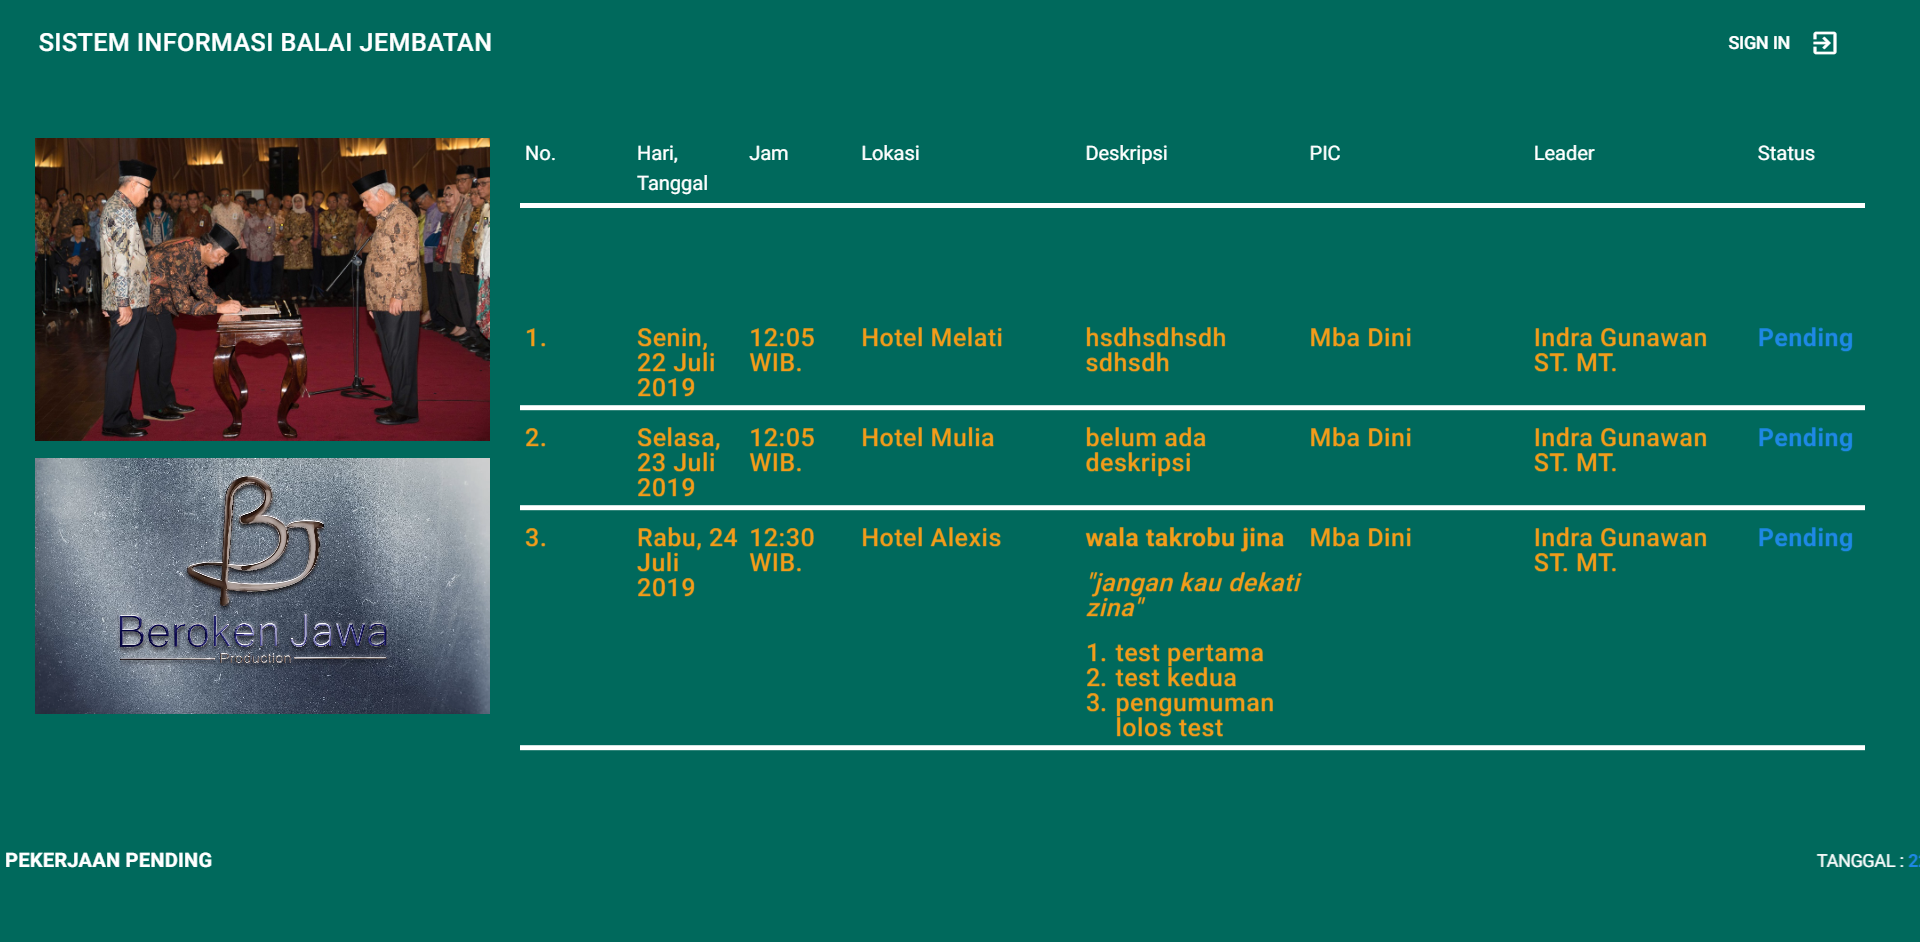 SISTEM INFORMASI BALAI JEMBATAN
SIGN IN
No.
Hari,
Tanggal
Jam
Lokasi
Deskripsi
PIC
Leader
Status
1.
Senin,
22 Juli
2019
12:05
WIB.
Hotel Melati
hsdhsdhsdh
sdhsdh
Mba Dini
Indra Gunawan
ST. MT.
Pending
2.
Selasa,
23 Juli
2019
12:05
WIB.
Hotel Mulia
belum ada
deskripsi
Mba Dini
Indra Gunawan
ST. MT.
Pending
3.
Rabu, 24
Juli
2019
12:30
WIB.
Hotel Alexis
wala takrobu jina
"jangan kau dekati
zina"
1. test pertama
2. test kedua
3. pengumuman
lolos test
Mba Dini
Indra Gunawan
ST. MT.
Pending
Beroken Jawa
Production
PEKERJAAN PENDING
TANGGAL :